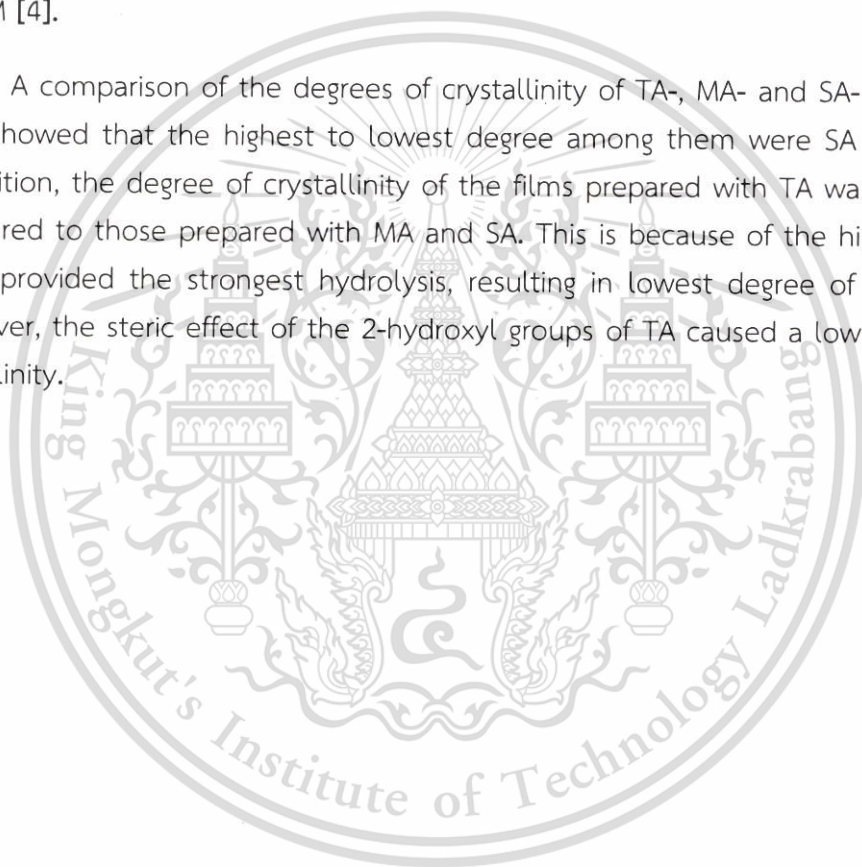 [4].
A comparison of the degrees of crystallinity of TA-, MA- and SA-
howed that the highest to lowest degree among them were SA
ition, the degree of crystallinity of the films prepared with TA wa
red to those prepared with MA and SA. This is because of the hi
provided the strongest hydrolysis, resulting in lowest degree of
ver, the steric effect of the 2-hydroxyl groups of TA caused a low
linity.
King Mongkut's Institute of Technology Ladkrabang